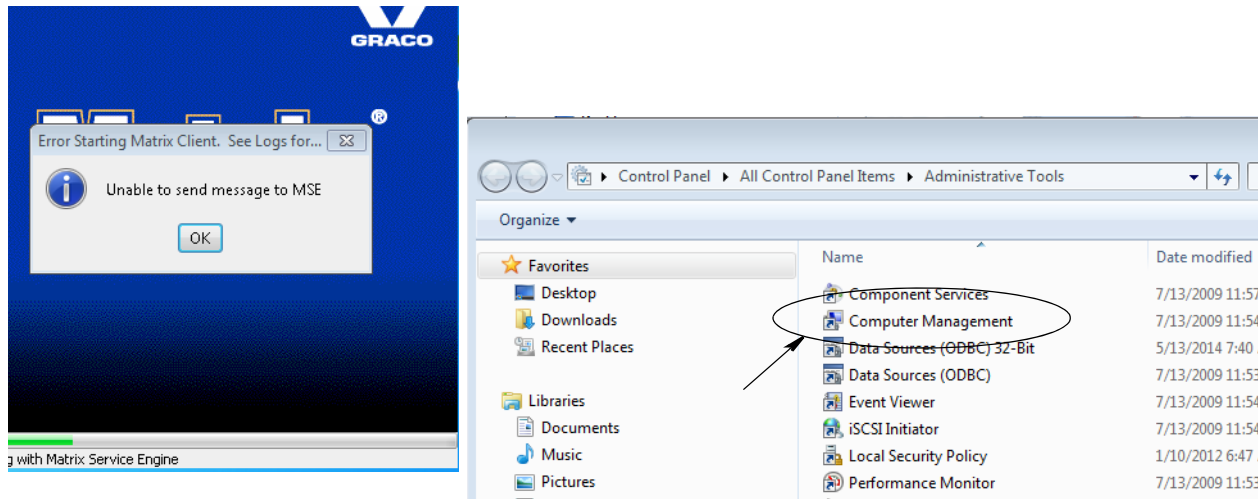 GRACO
®
Error Starting Matrix Client. See Logs for...
Unable to send message to MSE
OK
with Matrix Service Engine
Control Panel ▸ All Control Panel Items ▸ Administrative Tools
Organize
Name
Date modified
Favorites
Desktop
Downloads
Recent Places
Libraries
Documents
Music
Pictures
Component Services 7/13/2009 11:57
Computer Management 7/13/2009 11:54
Data Sources (ODBC) 32-Bit 5/13/2014 7:40
Data Sources (ODBC) 7/13/2009 11:53
Event Viewer 7/13/2009 11:54
iSCSI Initiator 7/13/2009 11:54
Local Security Policy 1/10/2012 6:47
Performance Monitor 7/13/2009 11:53